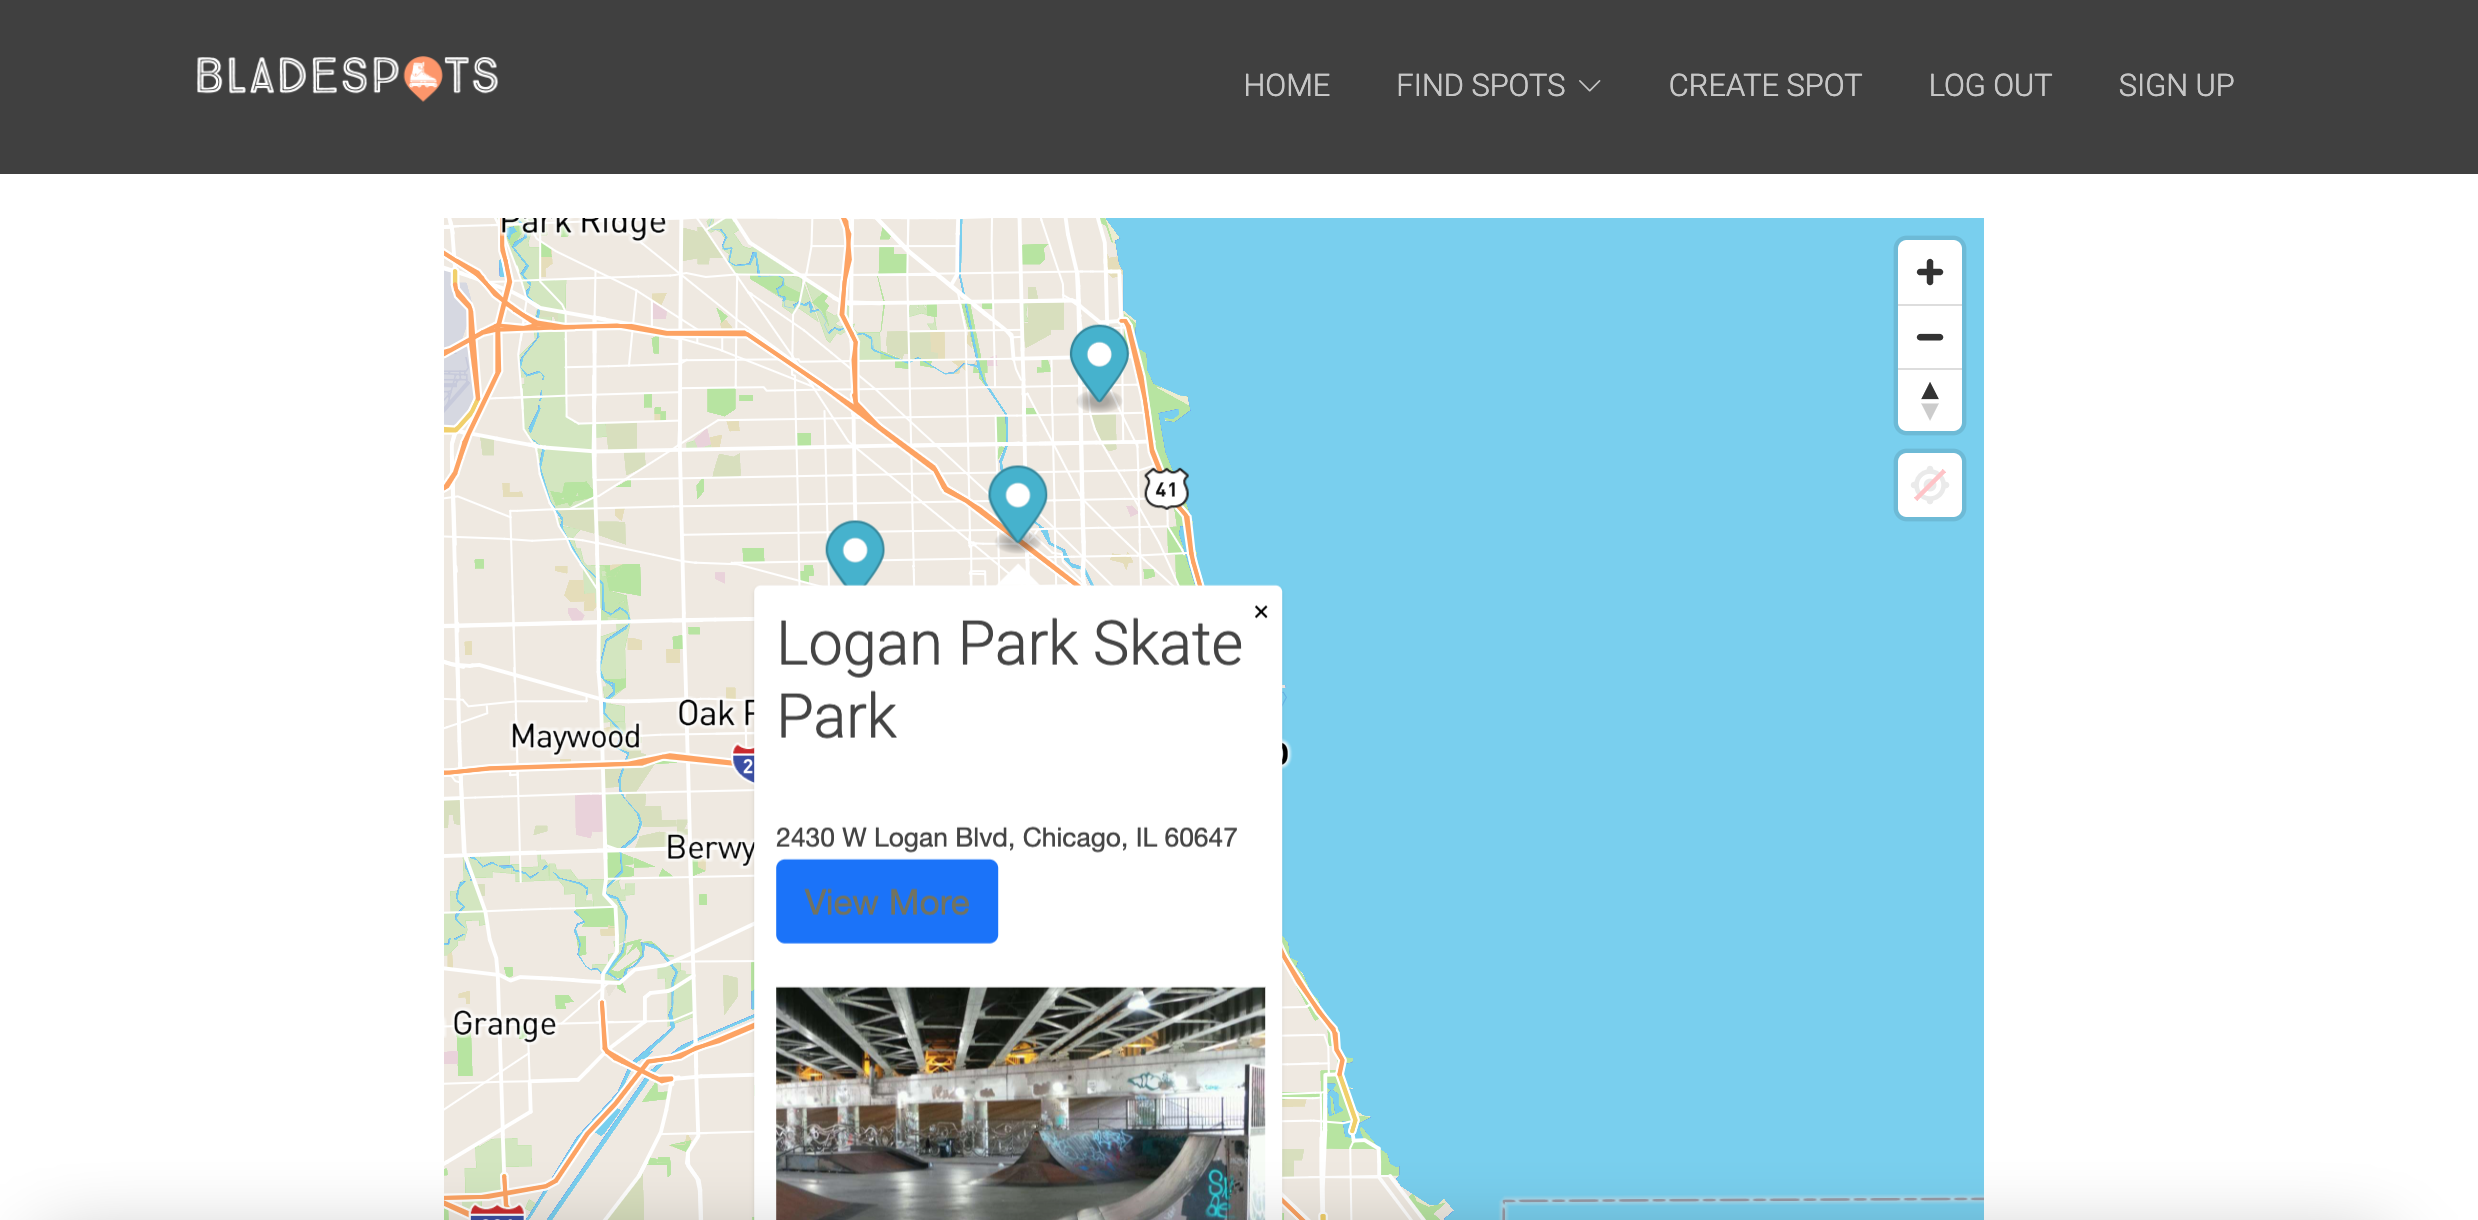 BLADESPOTS
HOME
FIND SPOTS
CREATE SPOT
LOG OUT
SIGN UP
Park Ridge
41
Logan Park Skate
Park
Oak
Maywood
2430 W Logan Blvd, Chicago, IL 60647
Berwy
View More
Grange